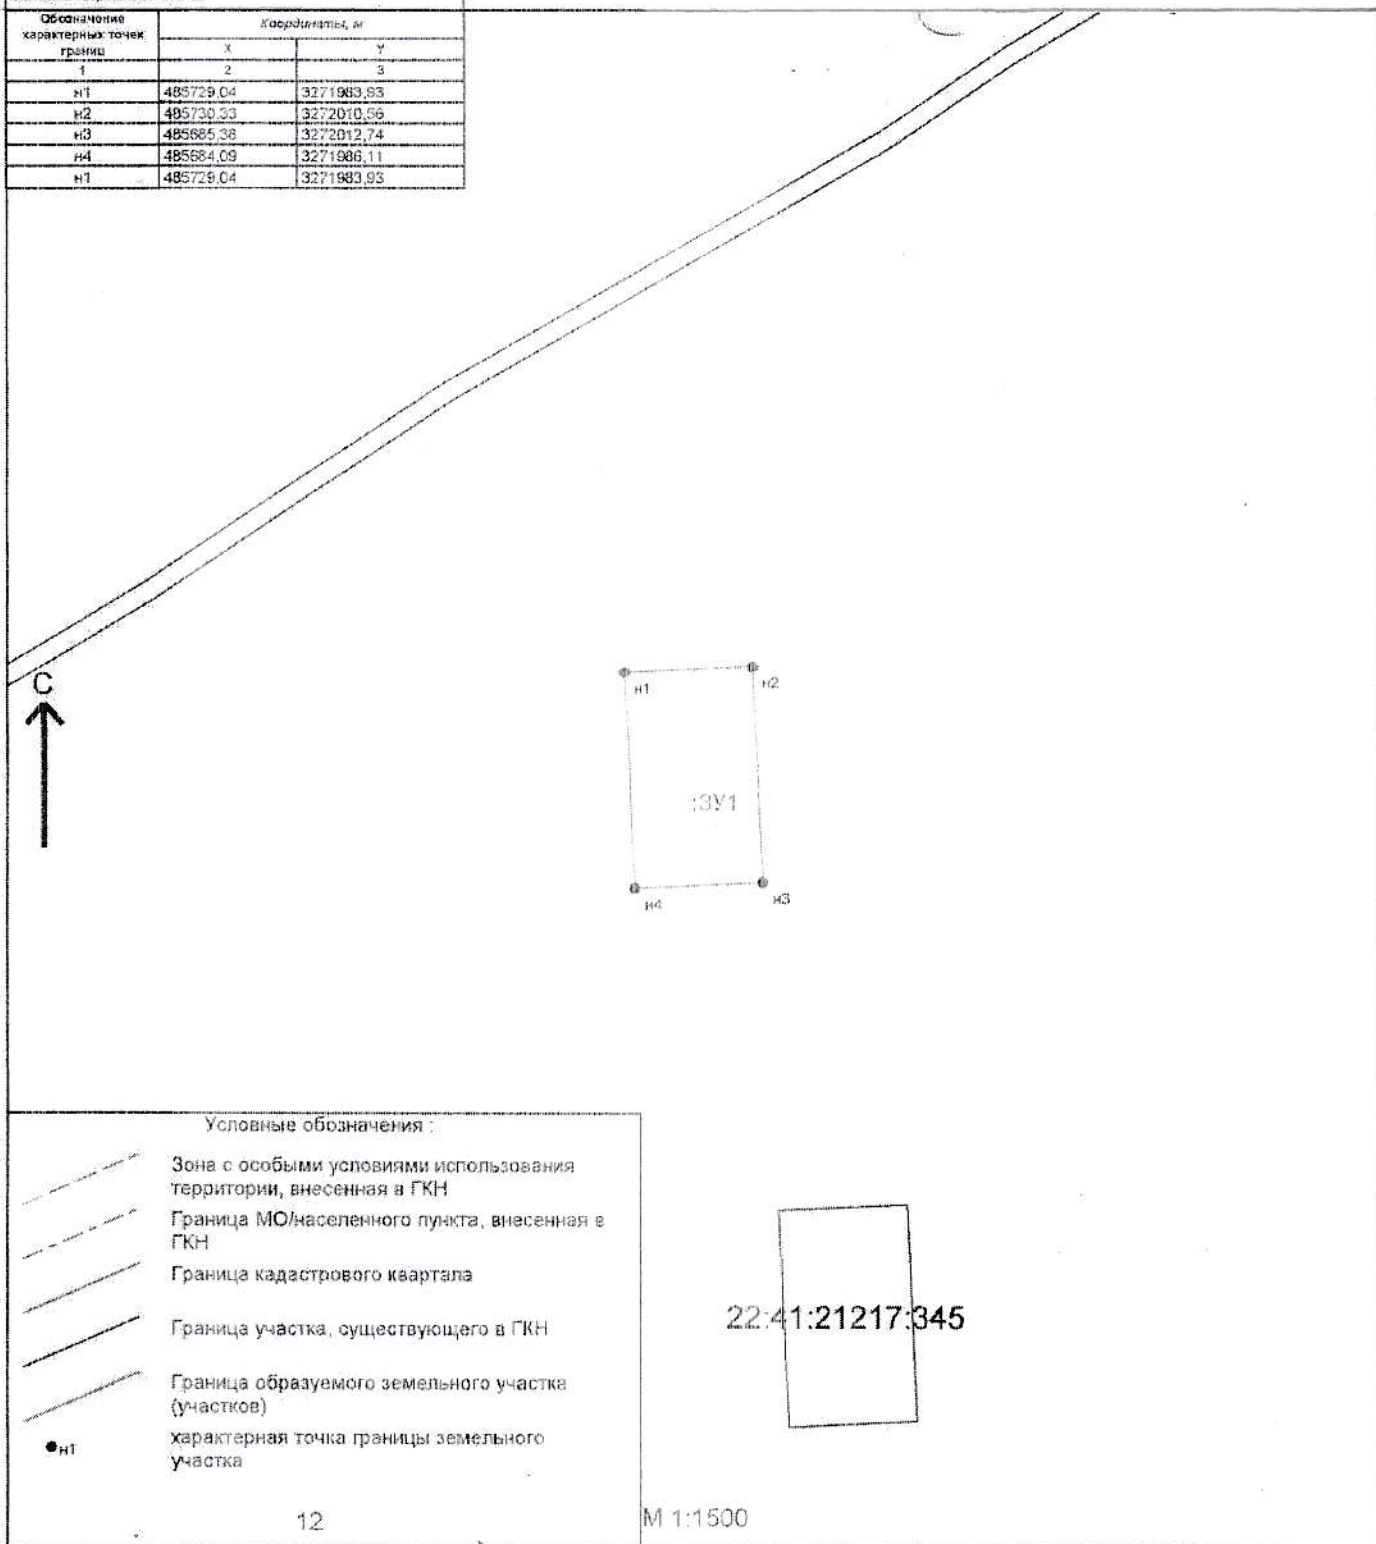 Обозначение
характерных точек
границ
Координаты, м
X
Y
1 2 3
н1 485729,04 3271983,93
н2 485730,33 3272010,56
н3 485685,38 3272012,74
н4 485684,09 3271986,11
н1 485729,04 3271983,93
С
н1
н2
:ЗУ1
н4
н3
Условные обозначения :
Зона с особыми условиями использования
территории, внесенная в ГКН
Граница МО/населенного пункта, внесенная в
ГКН
Граница кадастрового квартала
Граница участка, существующего в ГКН
Граница образуемого земельного участка
(участков)
н1
характерная точка границы земельного
участка
22:41:21217:345
12
М 1:1500